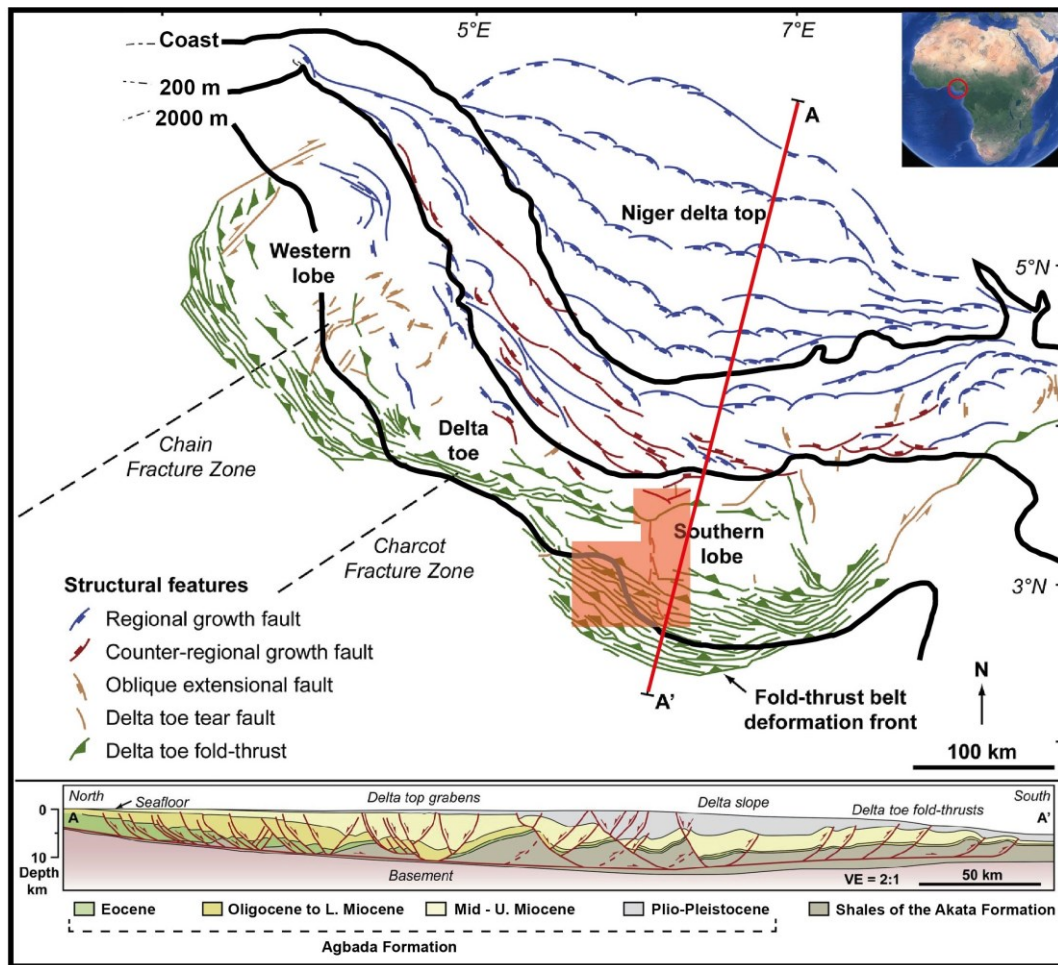 5°E
7°E
Coast
200 m
2000 m
A
Niger delta top
Western
lobe
5°N
Delta
toe
Chain
Fracture Zone
Southern
lobe
Charcot
Fracture Zone
3°N
Structural features
Regional growth fault
Counter-regional growth fault
Oblique extensional fault
Delta toe tear fault
Delta toe fold-thrust
A'
Fold-thrust belt
deformation front
N
100 km
North
Seafloor
Delta top grabens
Delta slope
Delta toe fold-thrusts
South
A
A'
0
10
Depth
km
Basement
VE = 2:1
50 km
Eocene
Oligocene to L. Miocene
Mid - U. Miocene
Plio-Pleistocene
Shales of the Akata Formation
Agbada Formation